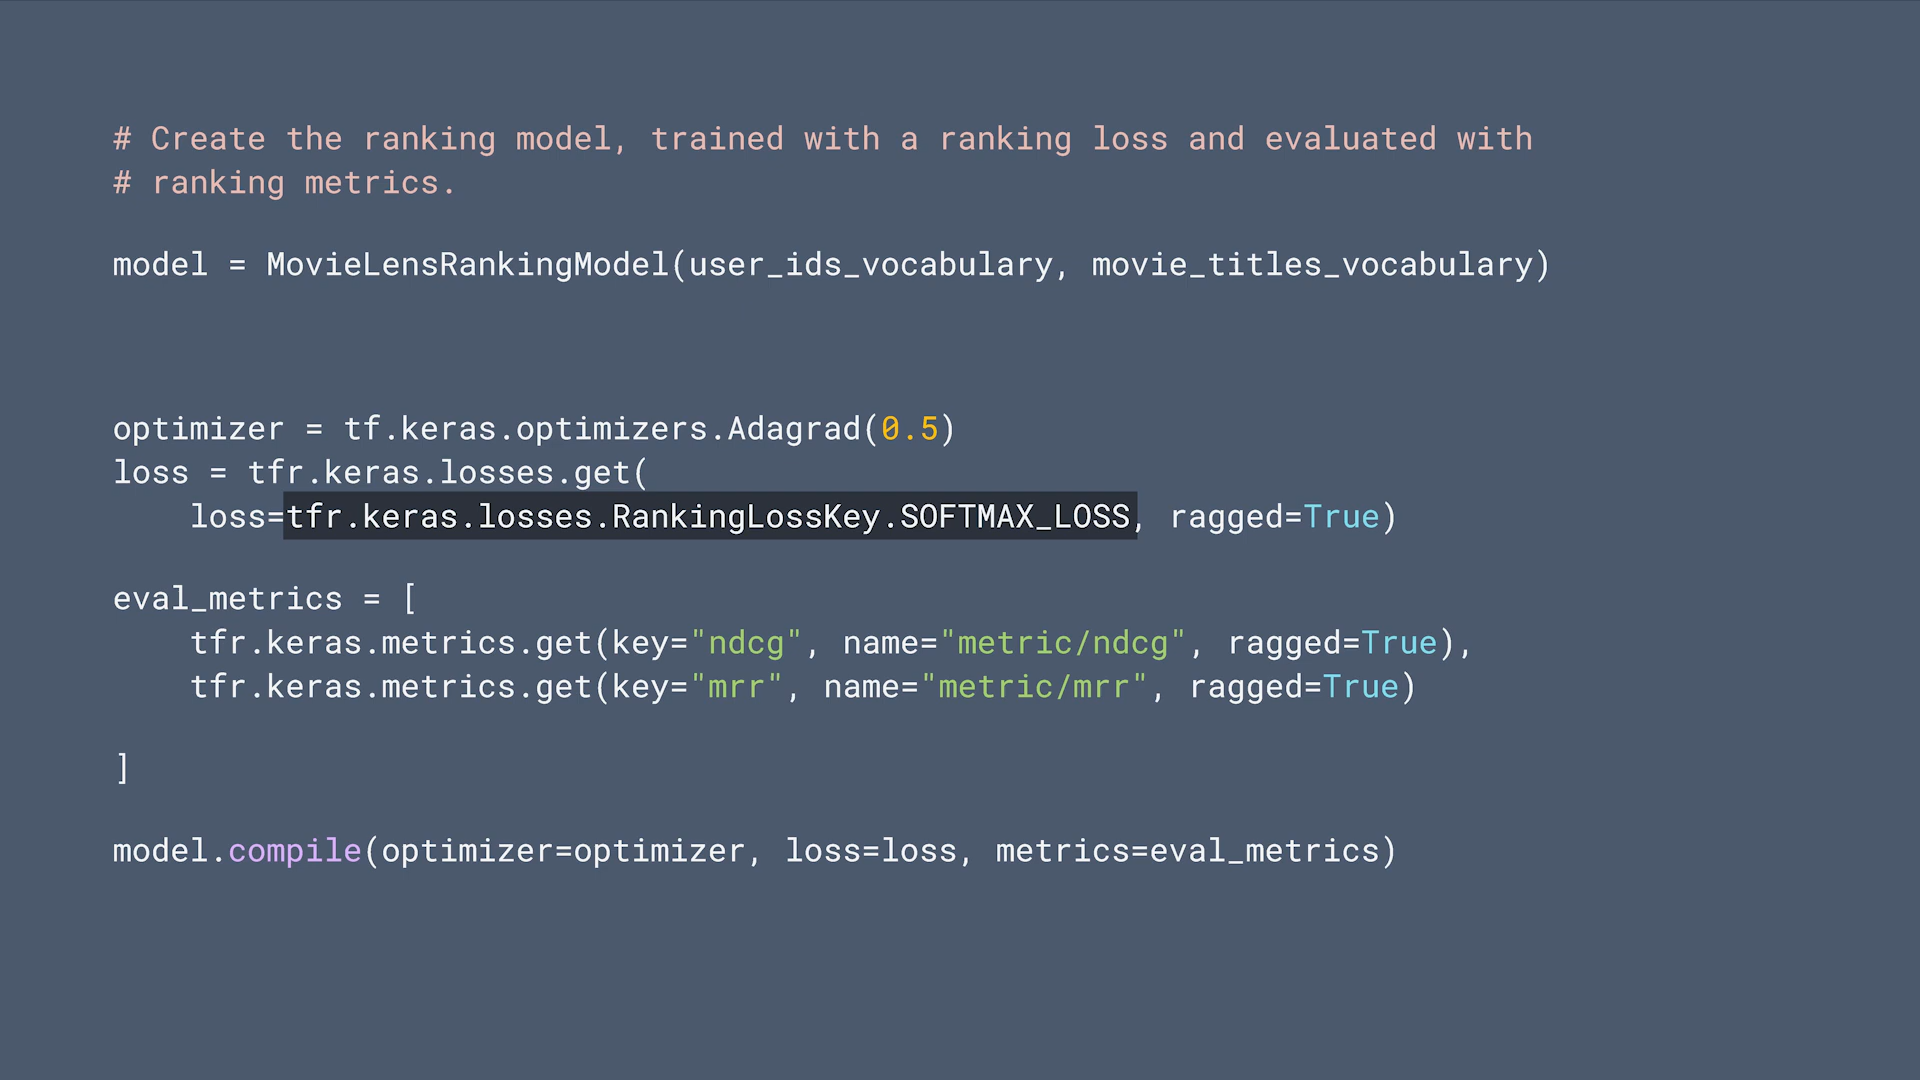 # Create the ranking model, trained with a ranking loss and evaluated with
# ranking metrics.
model = MovieLensRankingModel(user_ids_vocabulary, movie_titles_vocabulary)
optimizer = tf.keras.optimizers.Adagrad(0.5)
loss = tfr.keras.losses.get(
    loss=tfr.keras.losses.RankingLossKey.SOFTMAX_LOSS, ragged=True)
eval_metrics = [
    tfr.keras.metrics.get(key="ndcg", name="metric/ndcg", ragged=True),
    tfr.keras.metrics.get(key="mrr", name="metric/mrr", ragged=True)
]
model.compile(optimizer=optimizer, loss=loss, metrics=eval_metrics)